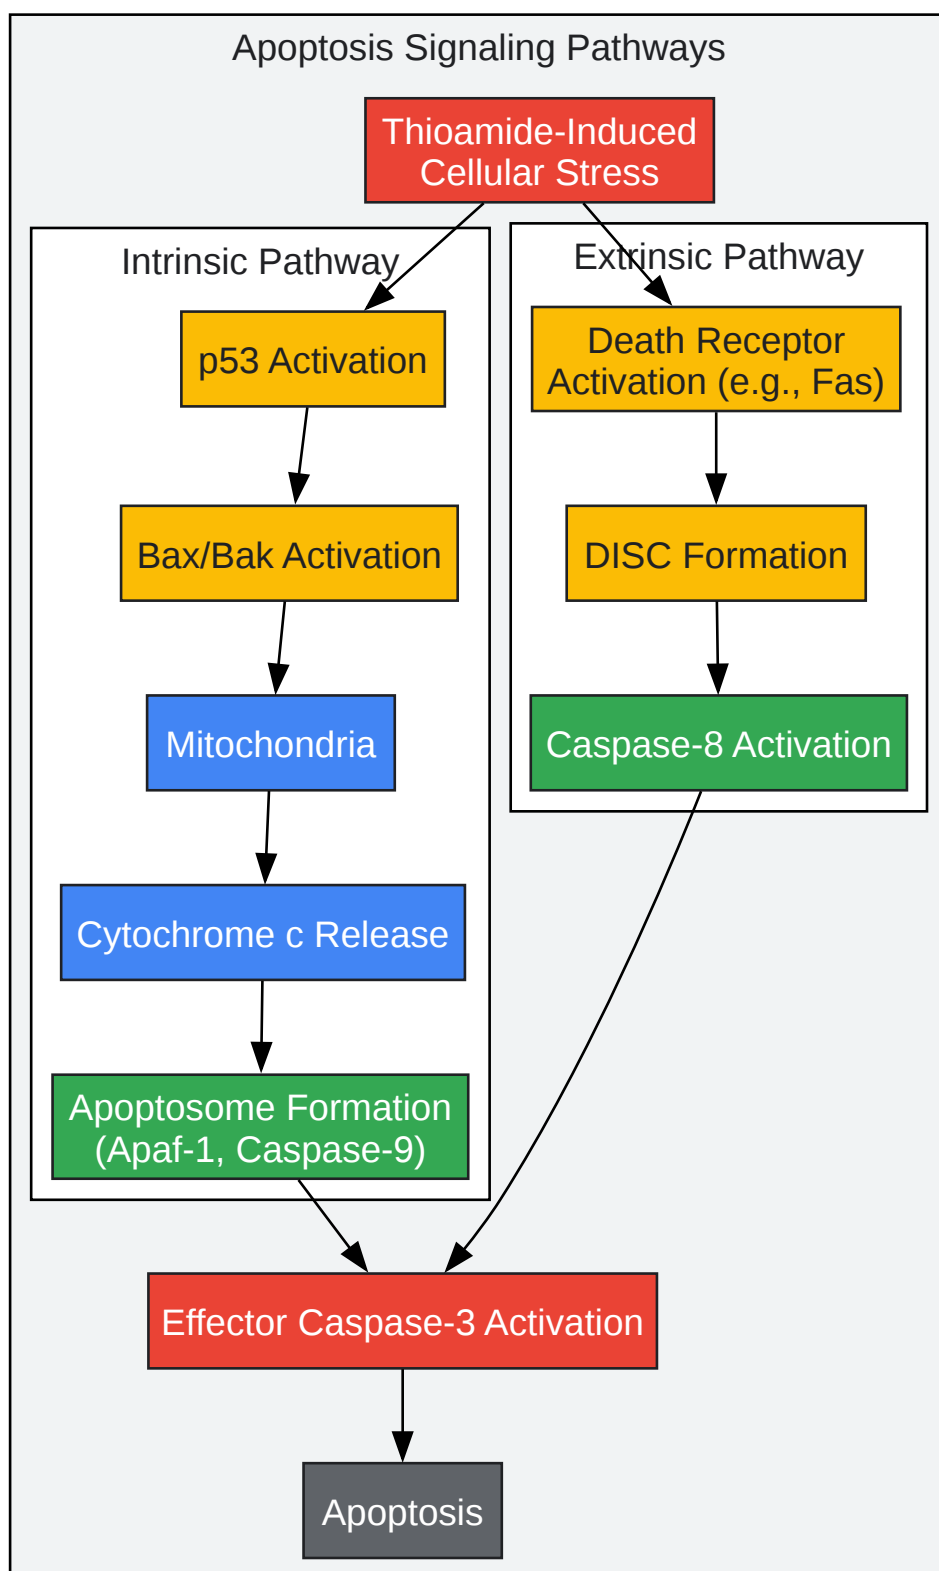 Apoptosis Signaling Pathways
Thioamide-Induced
Cellular Stress
Intrinsic Pathway
p53 Activation
Bax/Bak Activation
Mitochondria
Cytochrome c Release
Apoptosome Formation
(Apaf-1, Caspase-9)
Extrinsic Pathway
Death Receptor
Activation (e.g., Fas)
DISC Formation
Caspase-8 Activation
Effector Caspase-3 Activation
Apoptosis